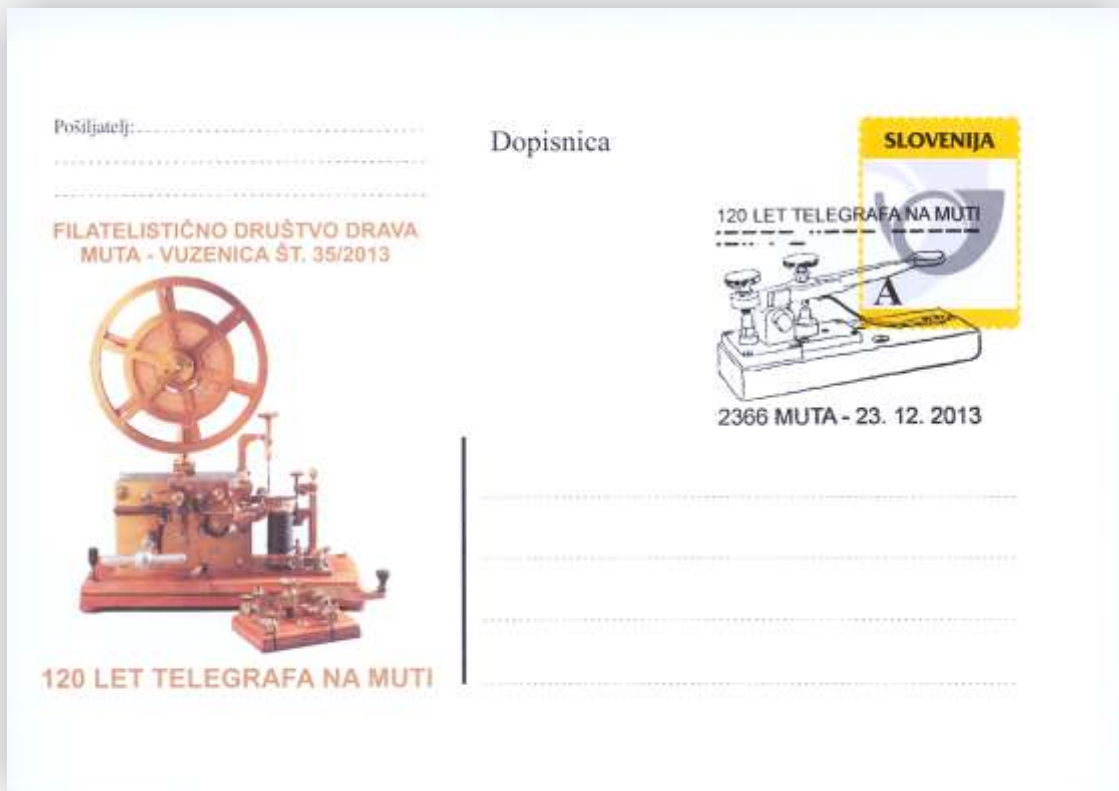 Pošiljatelj:
FILATELISTIČNO DRUŠTVO DRAVA
MUTA - VUZENICA ŠT. 35/2013
120 LET TELEGRAFA NA MUTI
Dopisnica
SLOVENIJA
120 LET TELEGRAFA NA MUTI
A
2366 MUTA - 23. 12. 2013